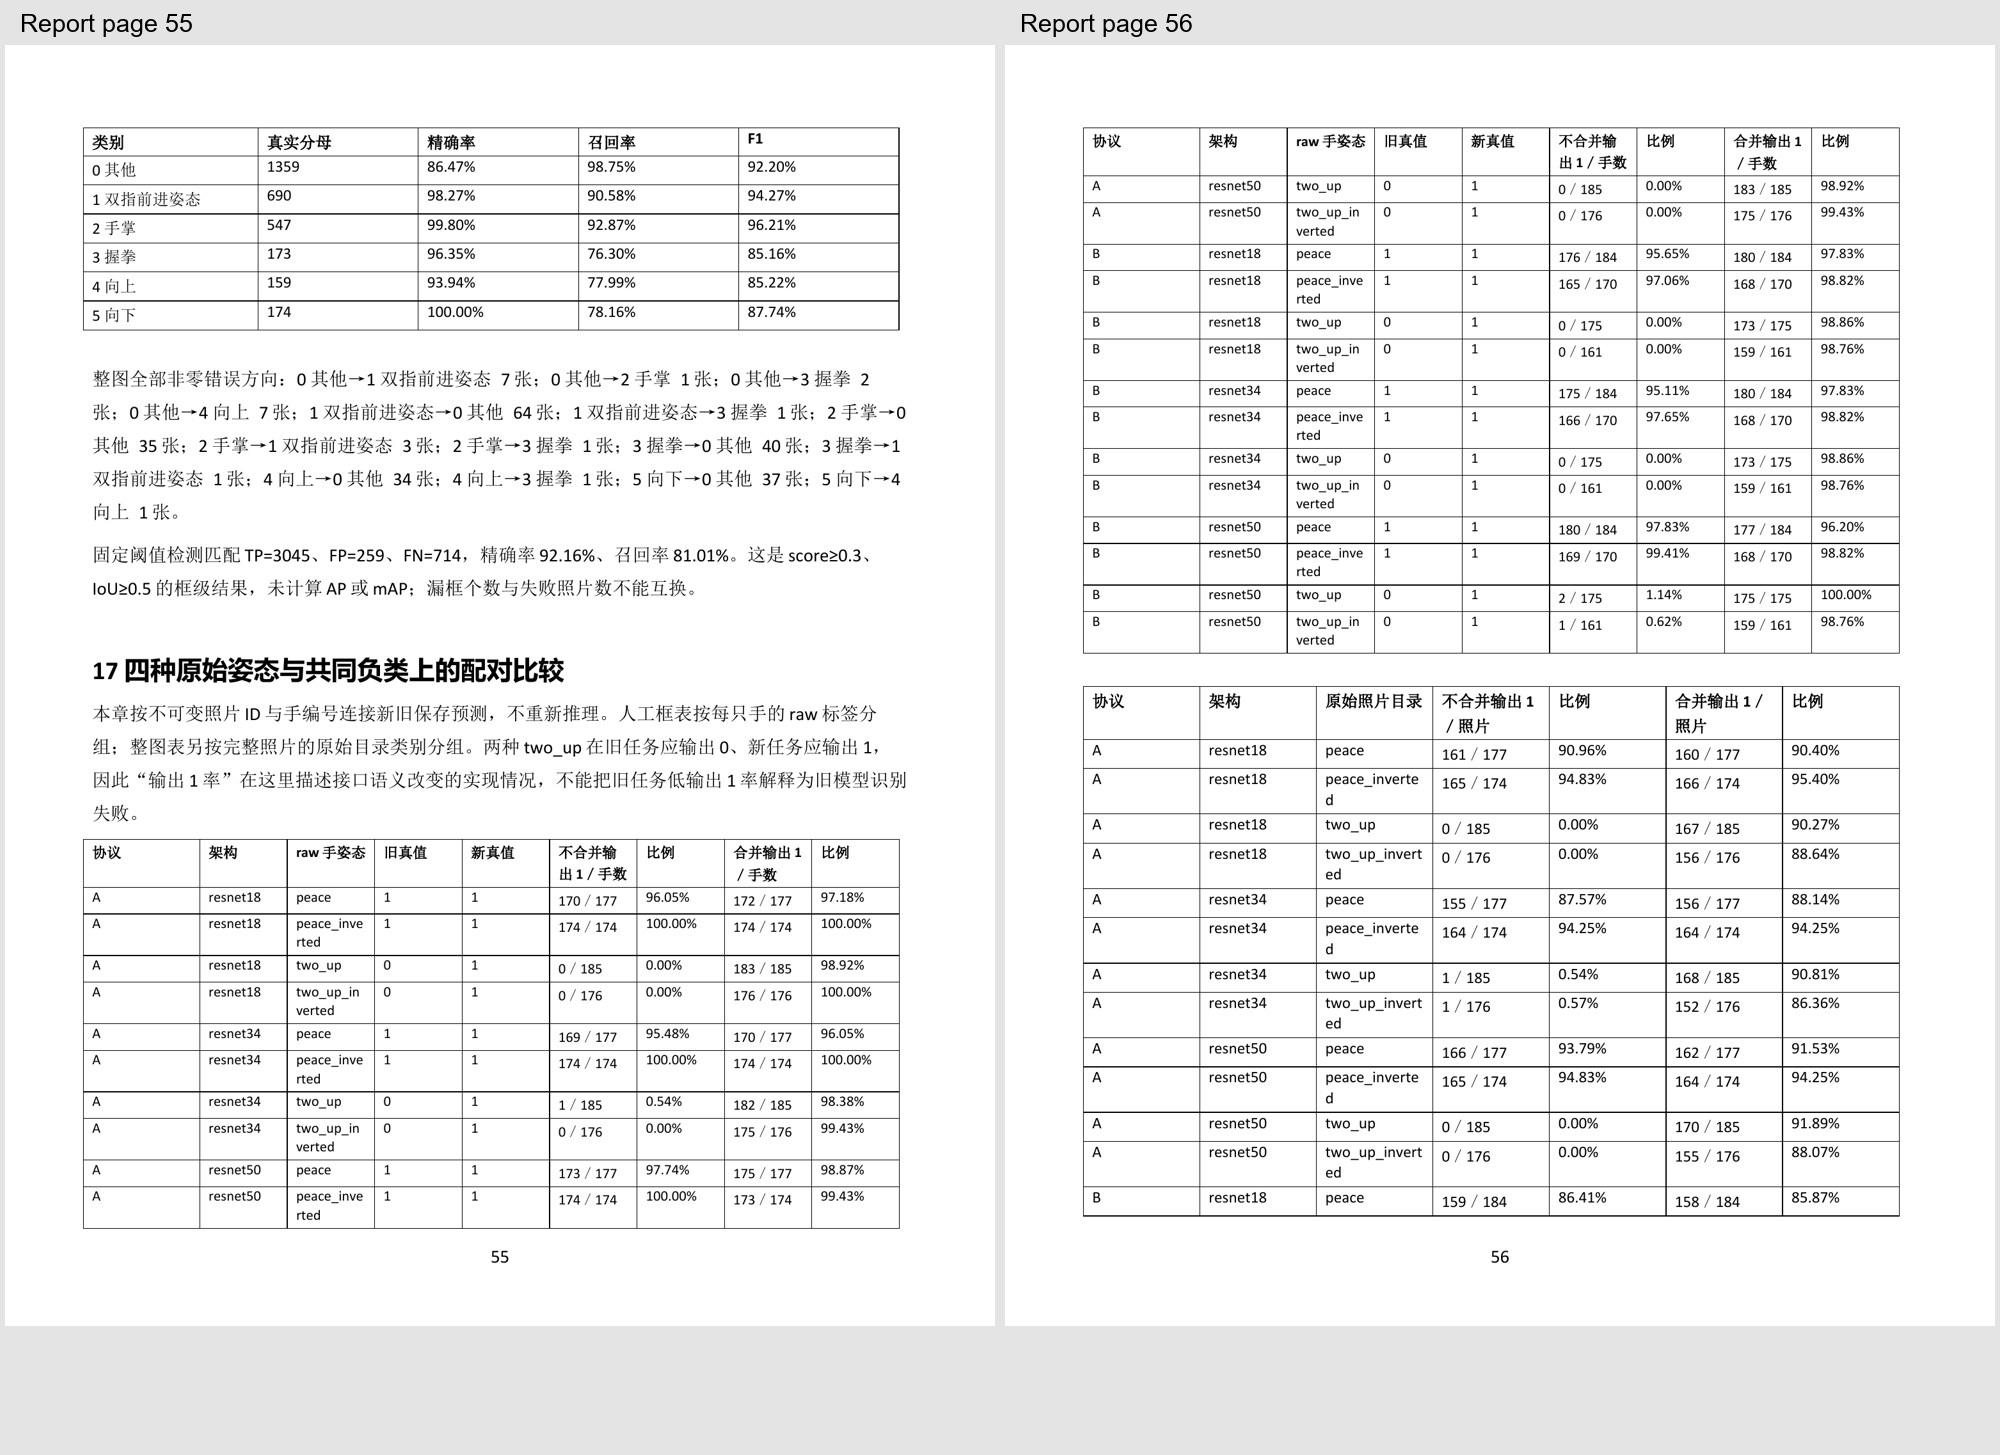 Report page 55
类别 真实分母 精确率 召回率 F1
0 其他 1359 86.47% 98.75% 92.20%
1 双指前进姿态 690 98.27% 90.58% 94.27%
2 手掌 547 99.80% 92.87% 96.21%
3 握拳 173 96.35% 76.30% 85.16%
4 向上 159 93.94% 77.99% 85.22%
5 向下 174 100.00% 78.16% 87.74%
整图全部非零错误方向：0 其他→1 双指前进姿态 7 张；0 其他→2 手掌 1 张；0 其他→3 握拳 2
张；0 其他→4 向上 7 张；1 双指前进姿态→0 其他 64 张；1 双指前进姿态→3 握拳 1 张；2 手掌→0
其他 35 张；2 手掌→1 双指前进姿态 3 张；2 手掌→3 握拳 1 张；3 握拳→0 其他 40 张；3 握拳→1
双指前进姿态 1 张；4 向上→0 其他 34 张；4 向上→3 握拳 1 张；5 向下→0 其他 37 张；5 向下→4
向上 1 张。
固定阈值检测匹配 TP=3045、FP=259、FN=714，精确率 92.16%、召回率 81.01%。这是 score≥0.3、
IoU≥0.5 的框级结果，未计算 AP 或 mAP；漏框个数与失败照片数不能互换。
17 四种原始姿态与共同负类上的配对比较
本章按不可变照片 ID 与手编号连接新旧保存预测，不重新推理。人工框表按每只手的 raw 标签分
组；整图表另按完整照片的原始目录类别分组。两种 two_up 在旧任务应输出 0、新任务应输出 1，
因此“输出 1 率”在这里描述接口语义改变的实现情况，不能把旧任务低输出 1 率解释为旧模型识别
失败。
协议 架构 raw 手姿态 旧真值 新真值 不合并输 比例 合并输出 1 比例
出 1 / 手数 / 手数
A resnet18 peace 1 1 170 / 177 96.05% 172 / 177 97.18%
A resnet18 peace_inve 1 1 174 / 174 100.00% 174 / 174 100.00%
rted
A resnet18 two_up 0 1 0 / 185 0.00% 183 / 185 98.92%
A resnet18 two_up_in 0 1 0 / 176 0.00% 176 / 176 100.00%
verted
A resnet34 peace 1 1 169 / 177 95.48% 170 / 177 96.05%
A resnet34 peace_inve 1 1 174 / 174 100.00% 174 / 174 100.00%
rted
A resnet34 two_up 0 1 1 / 185 0.54% 182 / 185 98.38%
A resnet34 two_up_in 0 1 0 / 176 0.00% 175 / 176 99.43%
verted
A resnet50 peace 1 1 173 / 177 97.74% 175 / 177 98.87%
A resnet50 peace_inve 1 1 174 / 174 100.00% 173 / 174 99.43%
rted
55
Report page 56
协议 架构 raw 手姿态 旧真值 新真值 不合并输 比例 合并输出 1 比例
出 1 / 手数 / 手数
A resnet50 two_up 0 1 0 / 185 0.00% 183 / 185 98.92%
A resnet50 two_up_in 0 1 0 / 176 0.00% 175 / 176 99.43%
verted
B resnet18 peace 1 1 176 / 184 95.65% 180 / 184 97.83%
B resnet18 peace_inve 1 1 165 / 170 97.06% 168 / 170 98.82%
rted
B resnet18 two_up 0 1 0 / 175 0.00% 173 / 175 98.86%
B resnet18 two_up_in 0 1 0 / 161 0.00% 159 / 161 98.76%
verted
B resnet34 peace 1 1 175 / 184 95.11% 180 / 184 97.83%
B resnet34 peace_inve 1 1 166 / 170 97.65% 168 / 170 98.82%
rted
B resnet34 two_up 0 1 0 / 175 0.00% 173 / 175 98.86%
B resnet34 two_up_in 0 1 0 / 161 0.00% 159 / 161 98.76%
verted
B resnet50 peace 1 1 180 / 184 97.83% 177 / 184 96.20%
B resnet50 peace_inve 1 1 169 / 170 99.41% 168 / 170 98.82%
rted
B resnet50 two_up 0 1 2 / 175 1.14% 175 / 175 100.00%
B resnet50 two_up_in 0 1 1 / 161 0.62% 159 / 161 98.76%
verted
协议 架构 原始照片目录 不合并输出 1 比例 合并输出 1 / 比例
/ 照片 照片
A resnet18 peace 161 / 177 90.96% 160 / 177 90.40%
A resnet18 peace_inverte 165 / 174 94.83% 166 / 174 95.40%
d
A resnet18 two_up 0 / 185 0.00% 167 / 185 90.27%
A resnet18 two_up_invert 0 / 176 0.00% 156 / 176 88.64%
ed
A resnet34 peace 155 / 177 87.57% 156 / 177 88.14%
A resnet34 peace_inverte 164 / 174 94.25% 164 / 174 94.25%
d
A resnet34 two_up 1 / 185 0.54% 168 / 185 90.81%
A resnet34 two_up_invert 1 / 176 0.57% 152 / 176 86.36%
ed
A resnet50 peace 166 / 177 93.79% 162 / 177 91.53%
A resnet50 peace_inverte 165 / 174 94.83% 164 / 174 94.25%
d
A resnet50 two_up 0 / 185 0.00% 170 / 185 91.89%
A resnet50 two_up_invert 0 / 176 0.00% 155 / 176 88.07%
ed
B resnet18 peace 159 / 184 86.41% 158 / 184 85.87%
56